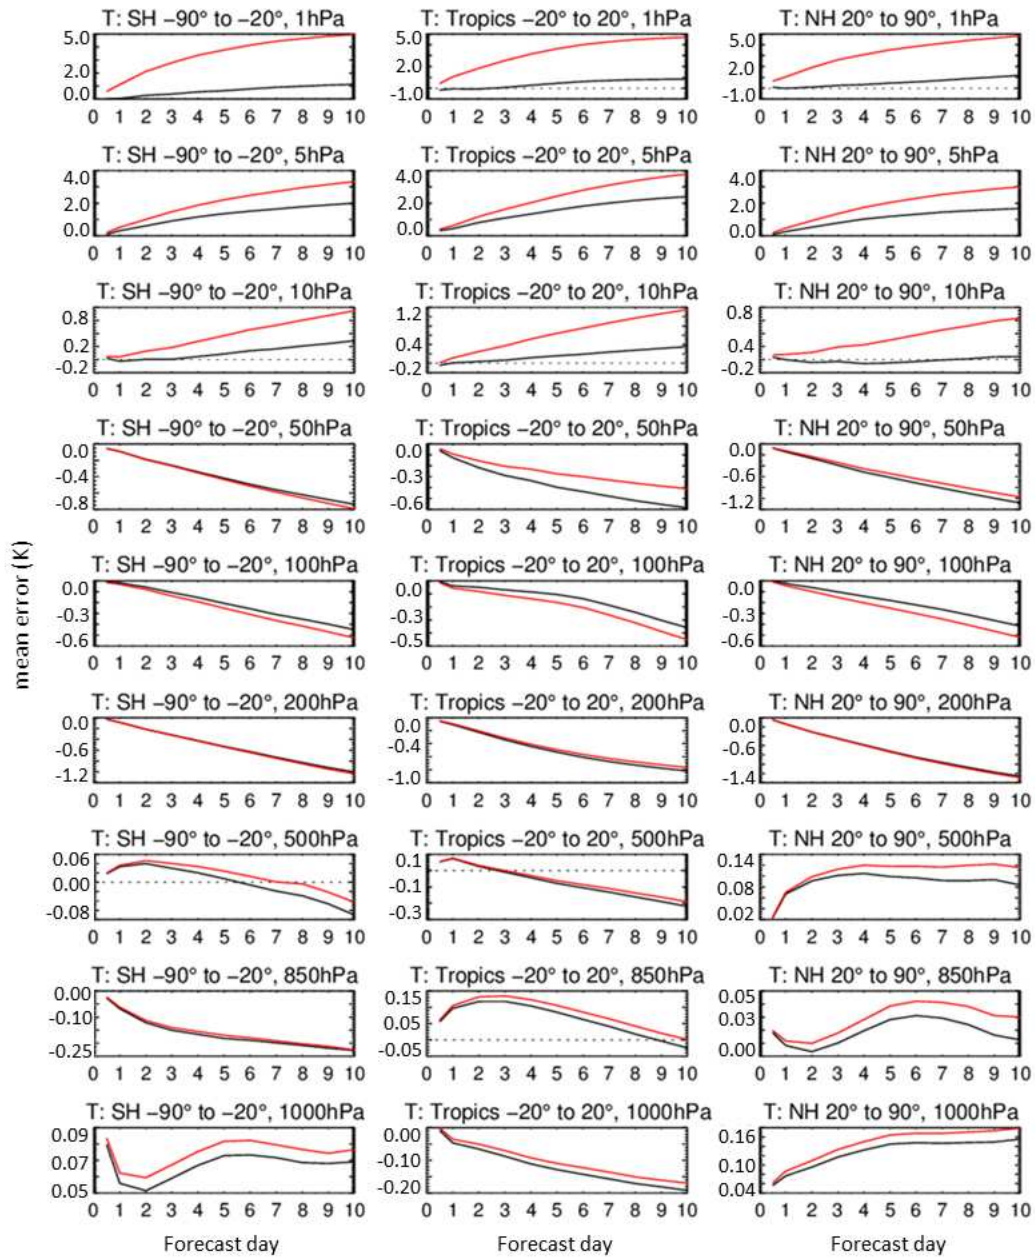 T: SH −90° to −20°, 1hPa T: Tropics −20° to 20°, 1hPa T: NH 20° to 90°, 1hPa
5.0 5.0 5.0
2.0 2.0 2.0
0.0 -1.0 -1.0
0 1 2 3 4 5 6 7 8 9 10 0 1 2 3 4 5 6 7 8 9 10 0 1 2 3 4 5 6 7 8 9 10
T: SH −90° to −20°, 5hPa T: Tropics −20° to 20°, 5hPa T: NH 20° to 90°, 5hPa
4.0 4.0 4.0
2.0 2.0 2.0
0.0 0.0 0.0
0 1 2 3 4 5 6 7 8 9 10 0 1 2 3 4 5 6 7 8 9 10 0 1 2 3 4 5 6 7 8 9 10
T: SH −90° to −20°, 10hPa T: Tropics −20° to 20°, 10hPa T: NH 20° to 90°, 10hPa
0.8 1.2 0.8
0.2 0.4 0.4
-0.2 -0.2 -0.2
0 1 2 3 4 5 6 7 8 9 10 0 1 2 3 4 5 6 7 8 9 10 0 1 2 3 4 5 6 7 8 9 10
T: SH −90° to −20°, 50hPa T: Tropics −20° to 20°, 50hPa T: NH 20° to 90°, 50hPa
0.0 0.0 0.0
-0.4 -0.3 -0.6
-0.8 -0.6 -1.2
0 1 2 3 4 5 6 7 8 9 10 0 1 2 3 4 5 6 7 8 9 10 0 1 2 3 4 5 6 7 8 9 10
mean error (K)
T: SH −90° to −20°, 100hPa T: Tropics −20° to 20°, 100hPa T: NH 20° to 90°, 100hPa
0.0 0.0 0.0
-0.3 -0.3 -0.3
-0.6 -0.5 -0.6
0 1 2 3 4 5 6 7 8 9 10 0 1 2 3 4 5 6 7 8 9 10 0 1 2 3 4 5 6 7 8 9 10
T: SH −90° to −20°, 200hPa T: Tropics −20° to 20°, 200hPa T: NH 20° to 90°, 200hPa
0.0 0.0 0.0
-0.6 -0.4 -0.6
-1.2 -1.0 -1.4
0 1 2 3 4 5 6 7 8 9 10 0 1 2 3 4 5 6 7 8 9 10 0 1 2 3 4 5 6 7 8 9 10
T: SH −90° to −20°, 500hPa T: Tropics −20° to 20°, 500hPa T: NH 20° to 90°, 500hPa
0.06 0.1 0.14
0.00 -0.1 0.08
-0.08 -0.3 0.02
0 1 2 3 4 5 6 7 8 9 10 0 1 2 3 4 5 6 7 8 9 10 0 1 2 3 4 5 6 7 8 9 10
T: SH −90° to −20°, 850hPa T: Tropics −20° to 20°, 850hPa T: NH 20° to 90°, 850hPa
0.00 0.15 0.05
-0.10 0.05 0.03
-0.25 -0.05 0.00
0 1 2 3 4 5 6 7 8 9 10 0 1 2 3 4 5 6 7 8 9 10 0 1 2 3 4 5 6 7 8 9 10
T: SH −90° to −20°, 1000hPa T: Tropics −20° to 20°, 1000hPa T: NH 20° to 90°, 1000hPa
0.09 0.00 0.16
0.07 -0.10 0.10
0.05 -0.20 0.04
0 1 2 3 4 5 6 7 8 9 10 0 1 2 3 4 5 6 7 8 9 10 0 1 2 3 4 5 6 7 8 9 10
Forecast day Forecast day Forecast day